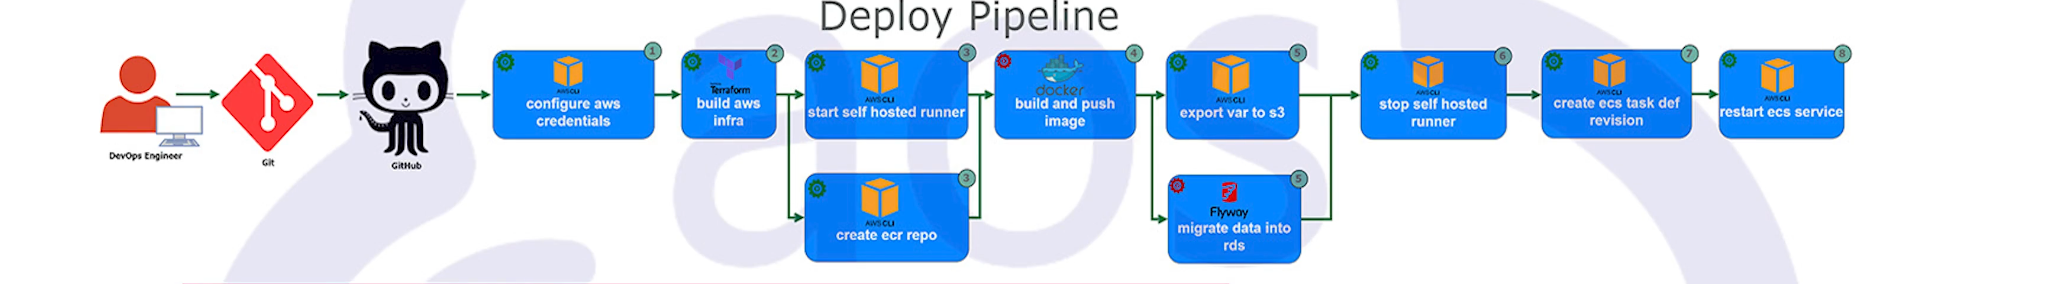 Deploy Pipeline
DevOps Engineer
Git
GitHub
1
AWS CLI
configure aws
credentials
2
Terraform
build aws
infra
3
AWS CLI
start self hosted runner
3
AWS CLI
create ecr repo
4
docker
build and push
image
5
AWS CLI
export var to s3
5
Flyway
migrate data into
rds
6
AWS CLI
stop self hosted
runner
7
AWS CLI
create ecs task def
revision
8
AWS CLI
restart ecs service
aos